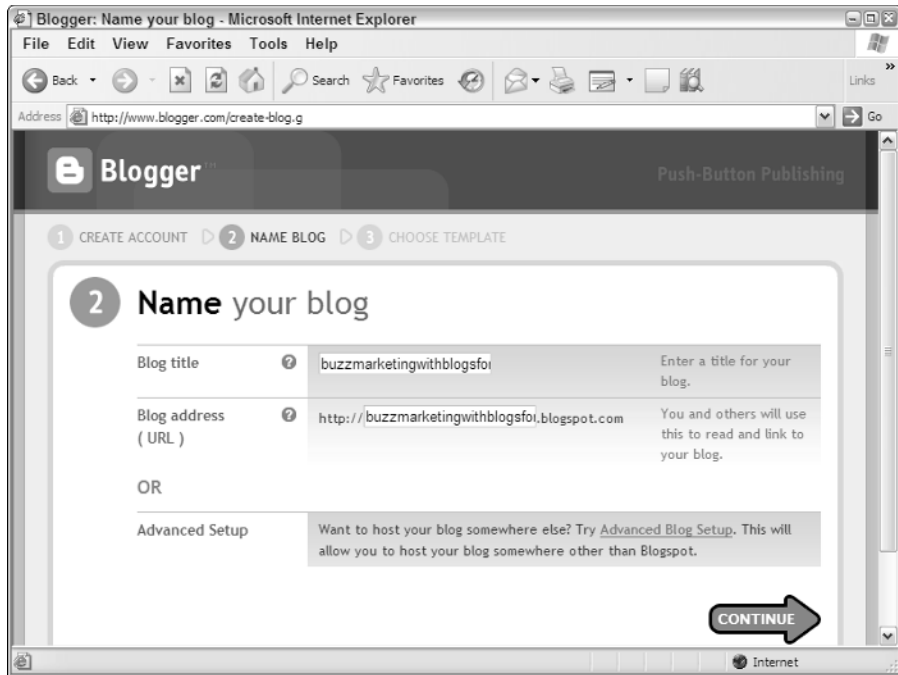 Blogger: Name your blog - Microsoft Internet Explorer
File Edit View Favorites Tools Help
Back Search Favorites Links »
Address http://www.blogger.com/create-blog.g Go
Blogger™ Push-Button Publishing
1 CREATE ACCOUNT 2 NAME BLOG 3 CHOOSE TEMPLATE
2 Name your blog
Blog title ? buzzmarketingwithblogsfor Enter a title for your
blog.
Blog address ? http:// buzzmarketingwithblogsfor .blogspot.com You and others will use
( URL ) this to read and link to
your blog.
OR
Advanced Setup Want to host your blog somewhere else? Try Advanced Blog Setup. This will
allow you to host your blog somewhere other than Blogspot.
CONTINUE
Internet